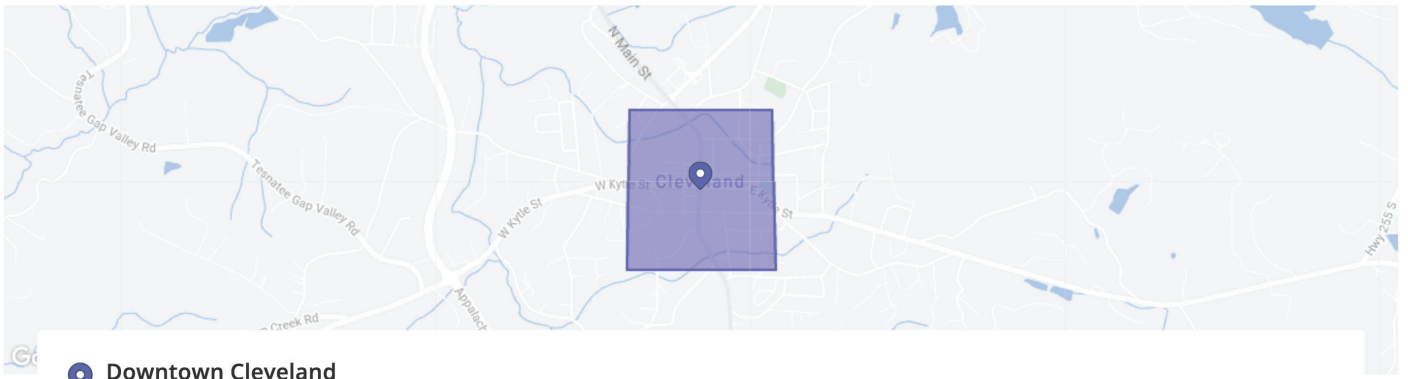 N Main St
Tesnatee Gap Valley Rd
Tesnatee Gap Valley Rd
W Kytle St
Cleveland
E Kytle St
W Kytle St
Hwy 255 S
Creek Rd
Downtown Cleveland